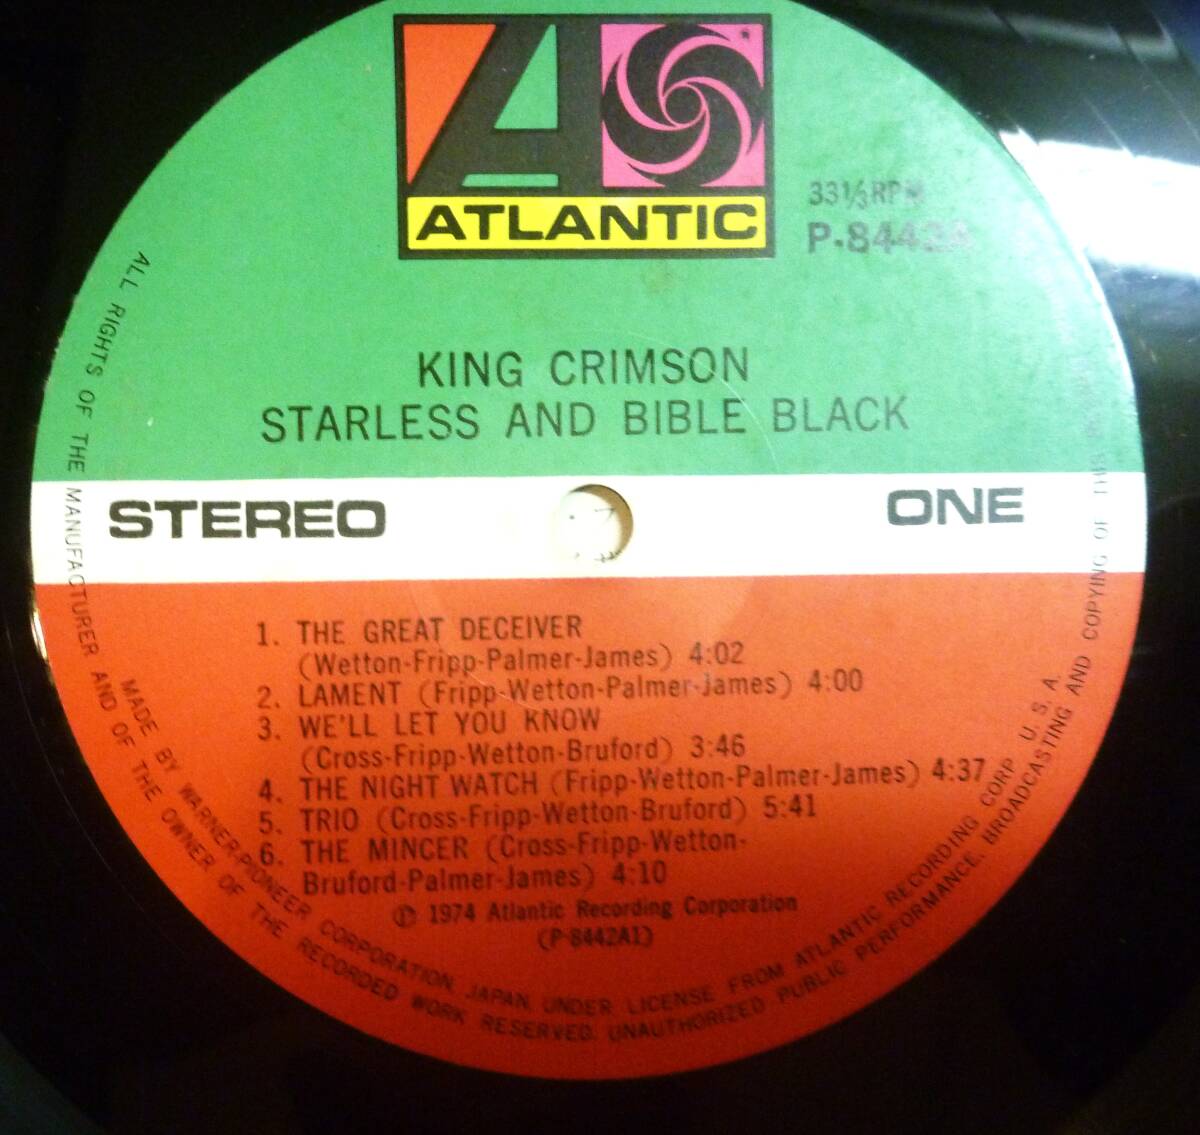 ATLANTIC
33⅓RPM
P-8442A
KING CRIMSON
STARLESS AND BIBLE BLACK
STEREO
ONE
1. THE GREAT DECEIVER
(Wetton-Fripp-Palmer-James) 4:02
2. LAMENT (Fripp-Wetton-Palmer-James) 4:00
3. WE'LL LET YOU KNOW
(Cross-Fripp-Wetton-Bruford) 3:46
4. THE NIGHT WATCH (Fripp-Wetton-Palmer-James) 4:37
5. TRIO (Cross-Fripp-Wetton-Bruford) 5:41
6. THE MINCER (Cross-Fripp-Wetton-
Bruford-Palmer-James) 4:10
Ⓟ 1974 Atlantic Recording Corporation
(P-8442A1)
MADE BY WARNER-PIONEER CORPORATION, JAPAN, UNDER LICENSE FROM ATLANTIC RECORDING CORP. U. S. A.
ALL RIGHTS OF THE MANUFACTURER AND OF THE OWNER OF THE RECORDED WORK RESERVED. UNAUTHORIZED PUBLIC PERFORMANCE, BROADCASTING AND COPYING OF THIS